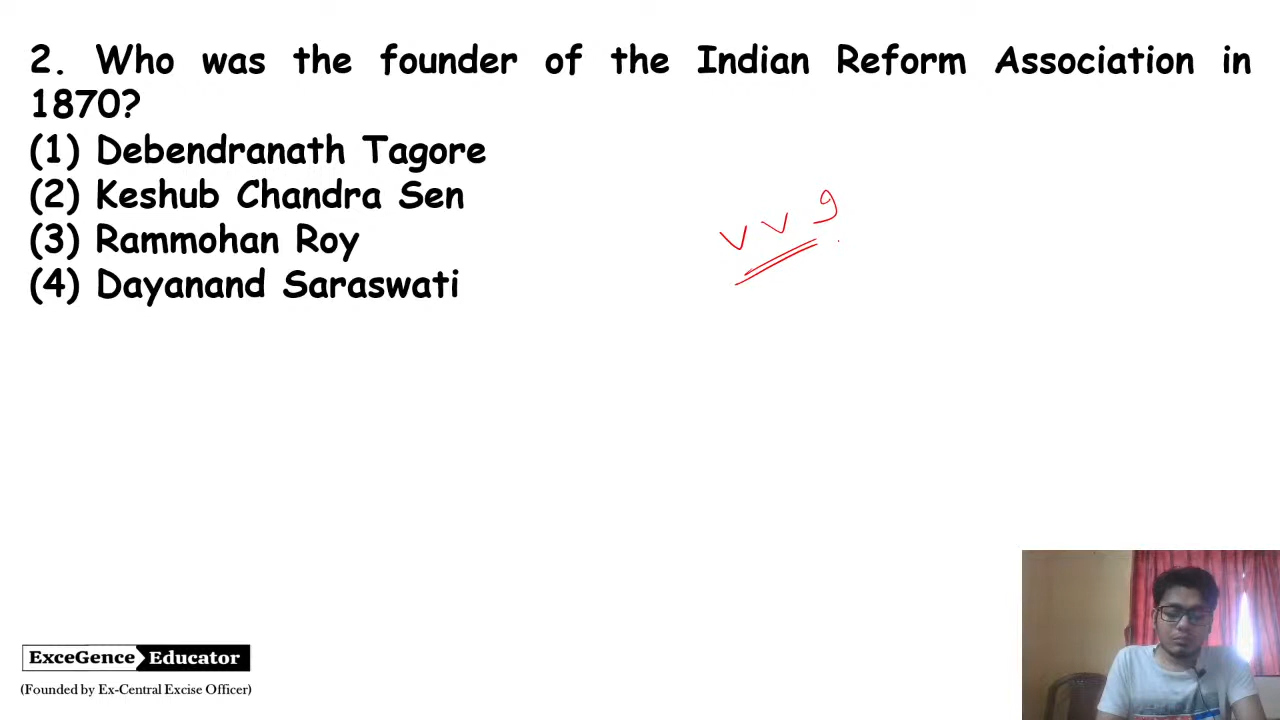 2. Who was the founder of the Indian Reform Association in
1870?
(1) Debendranath Tagore
(2) Keshub Chandra Sen
(3) Rammohan Roy
(4) Dayanand Saraswati
ExceGence Educator
(Founded by Ex-Central Excise Officer)